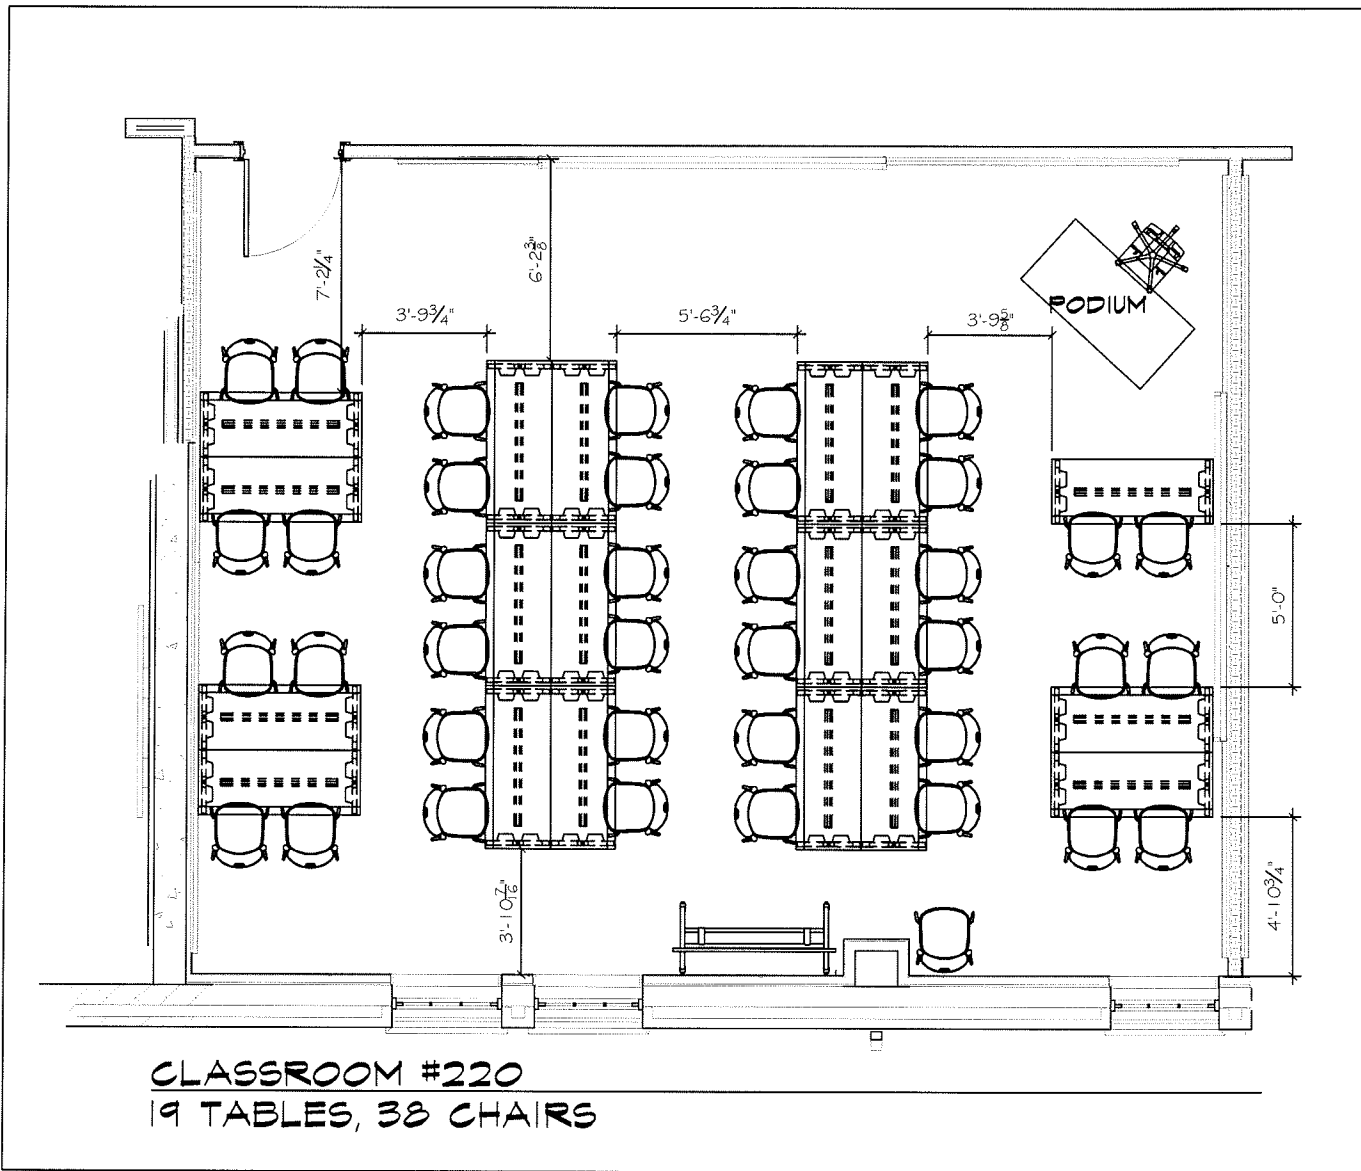 6'-2⅜"
7'-2¼"
PODIUM
3'-9¾"
5'-6¾"
3'-9⅝"
5'-0"
3'-10⁷⁄₁₆"
4'-10¾"
CLASSROOM #220
19 TABLES, 38 CHAIRS